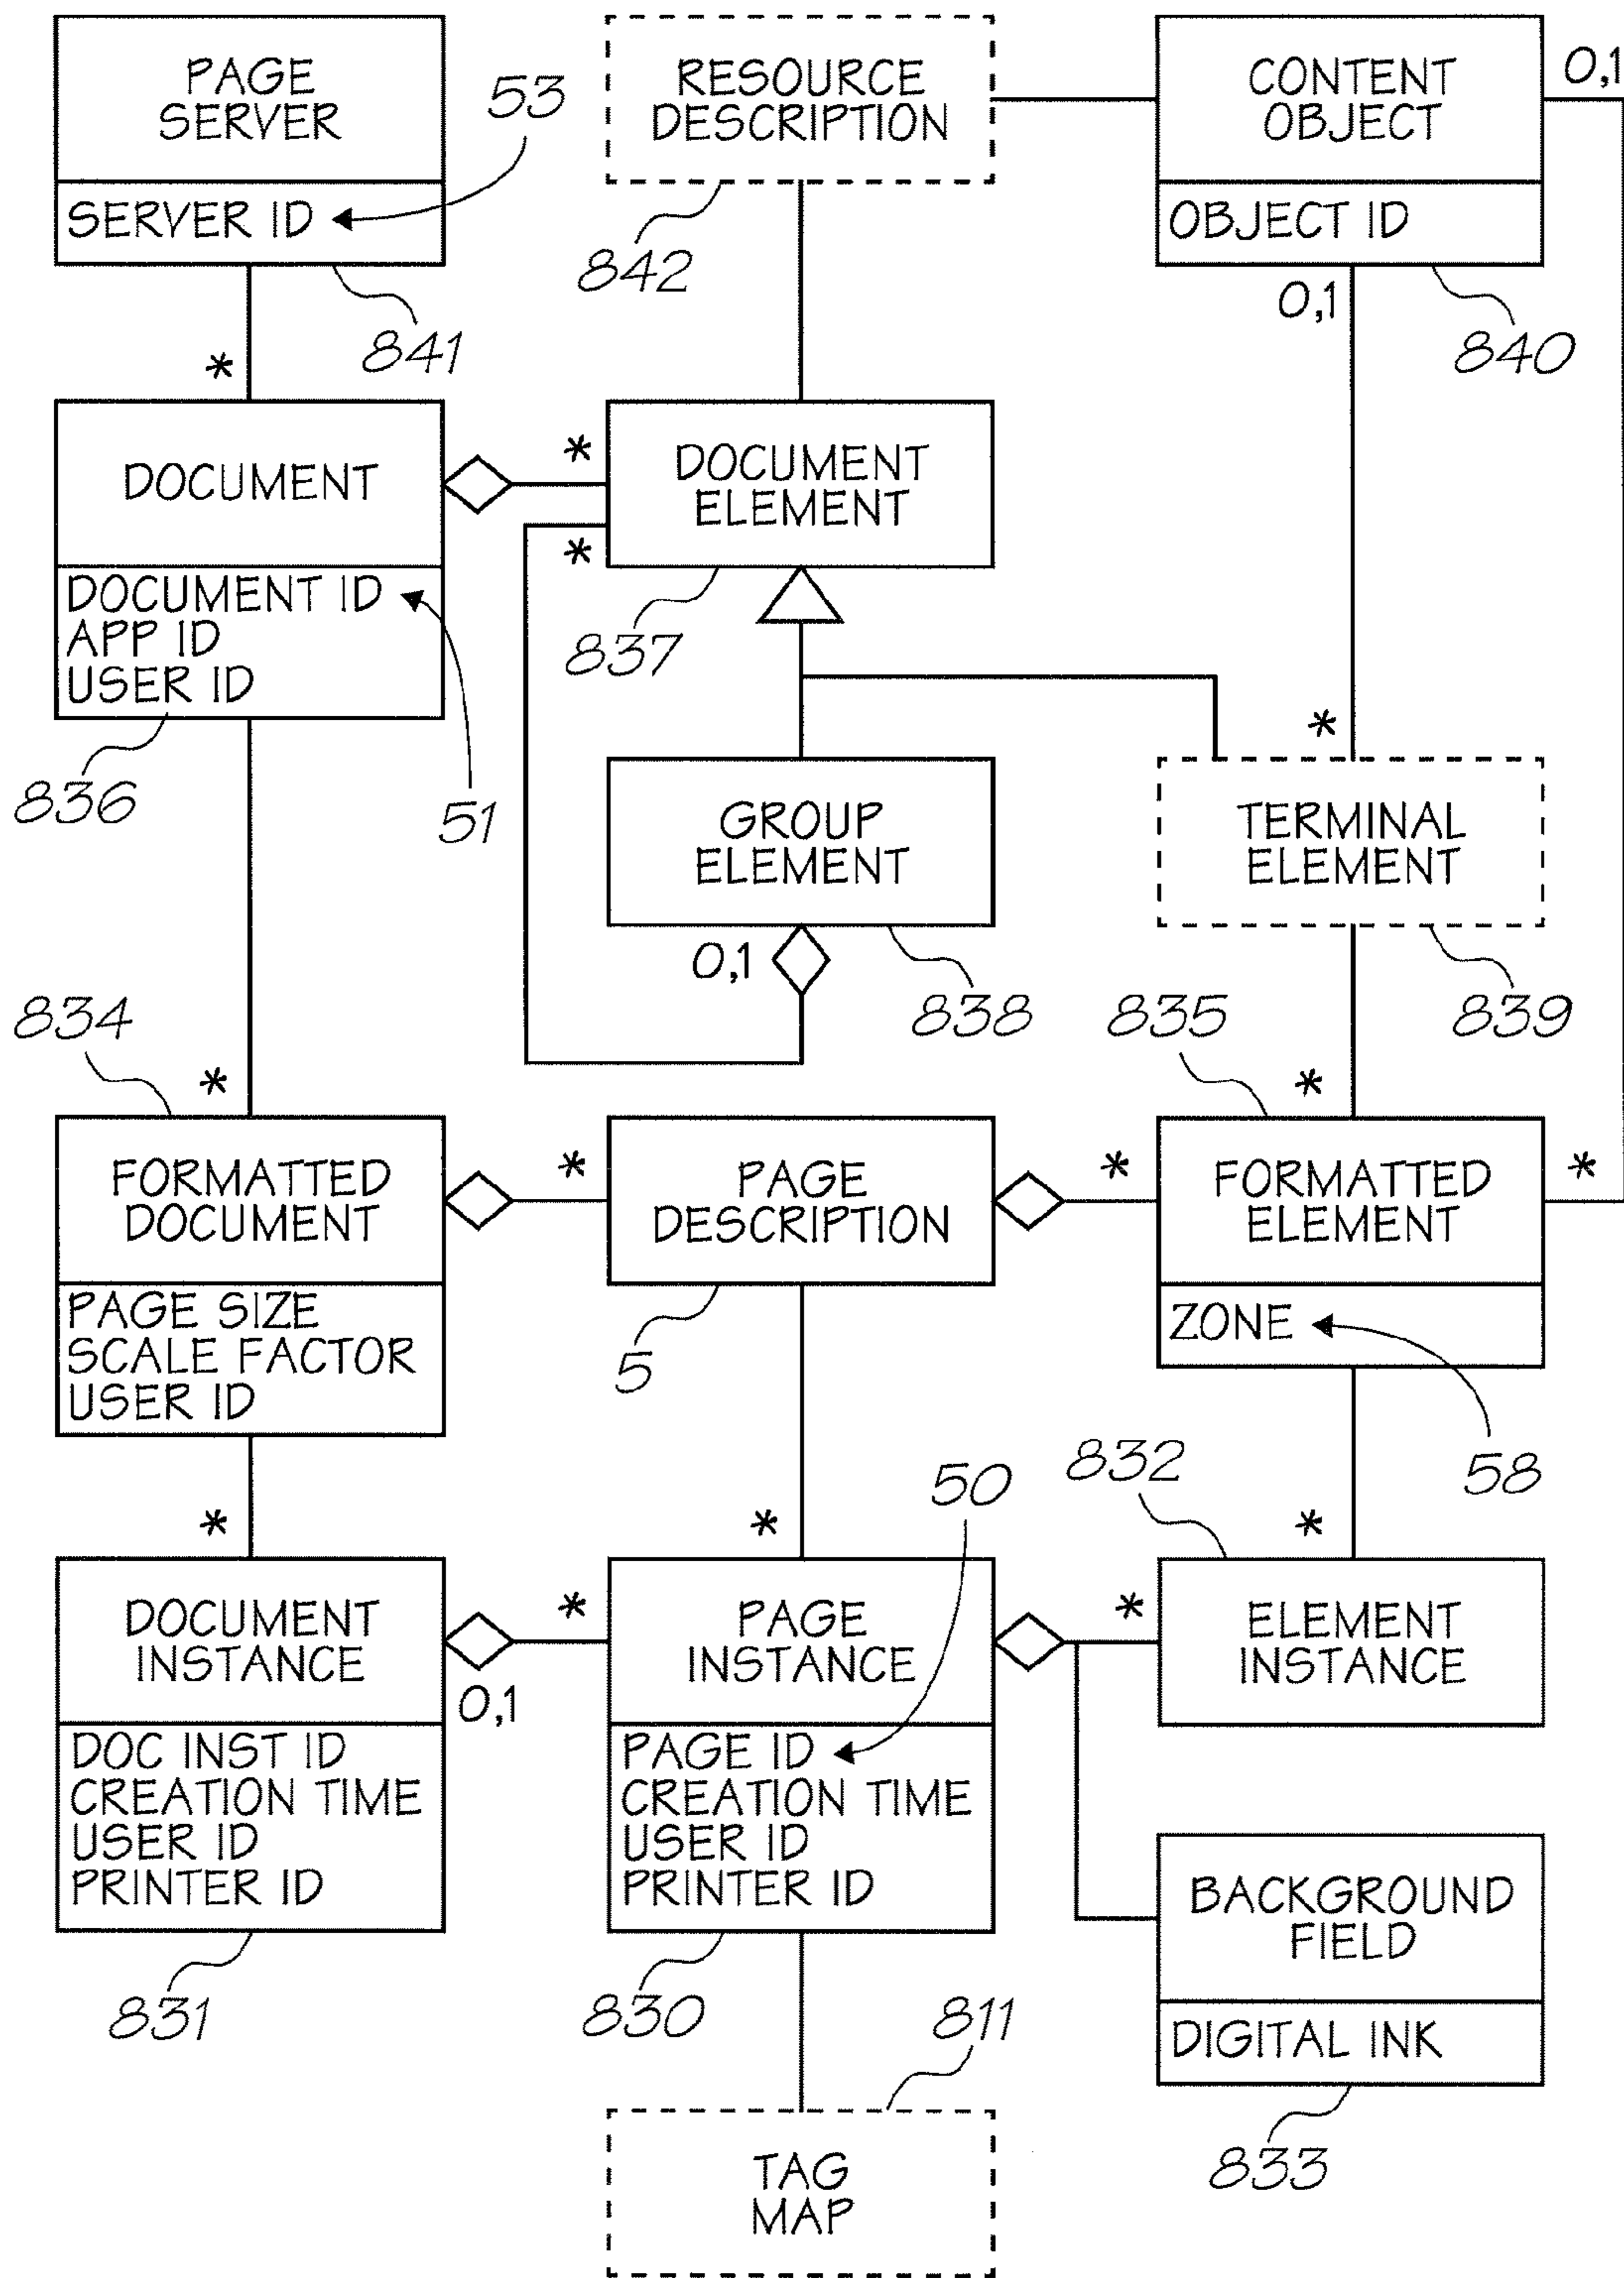 PAGE
SERVER
SERVER ID
53
841
RESOURCE
DESCRIPTION
842
CONTENT
OBJECT
OBJECT ID
0,1
0,1
840
*
DOCUMENT
DOCUMENT ID
APP ID
USER ID
836
51
*
*
DOCUMENT
ELEMENT
837
GROUP
ELEMENT
0,1
838
*
TERMINAL
ELEMENT
839
834
*
FORMATTED
DOCUMENT
PAGE SIZE
SCALE FACTOR
USER ID
*
PAGE
DESCRIPTION
5
*
835
*
FORMATTED
ELEMENT
*
ZONE
58
*
DOCUMENT
INSTANCE
0,1
DOC INST ID
CREATION TIME
USER ID
PRINTER ID
831
*
*
50
PAGE
INSTANCE
PAGE ID
CREATION TIME
USER ID
PRINTER ID
830
832
*
*
ELEMENT
INSTANCE
BACKGROUND
FIELD
DIGITAL INK
833
811
TAG
MAP